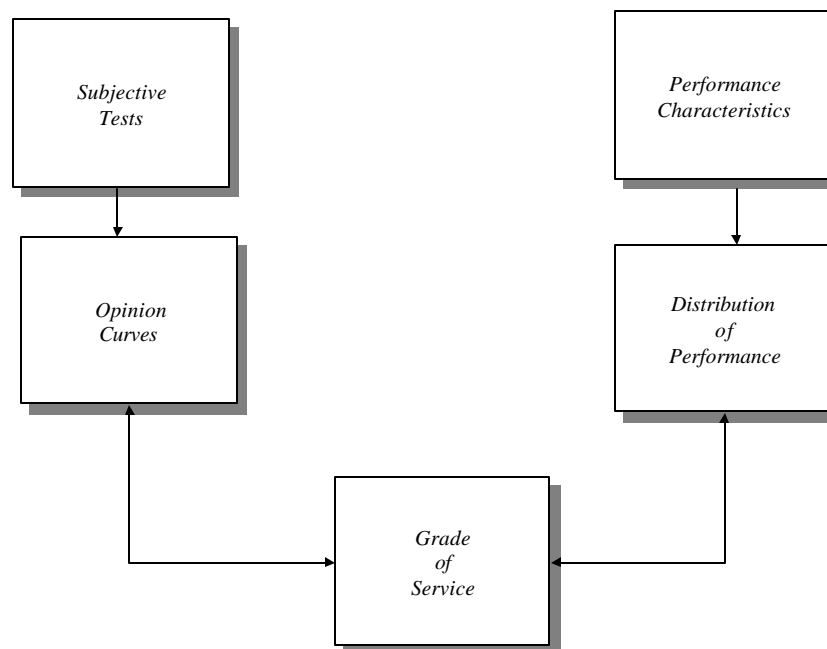 Subjective
Tests
Performance
Characteristics
Opinion
Curves
Distribution
of
Performance
Grade
of
Service